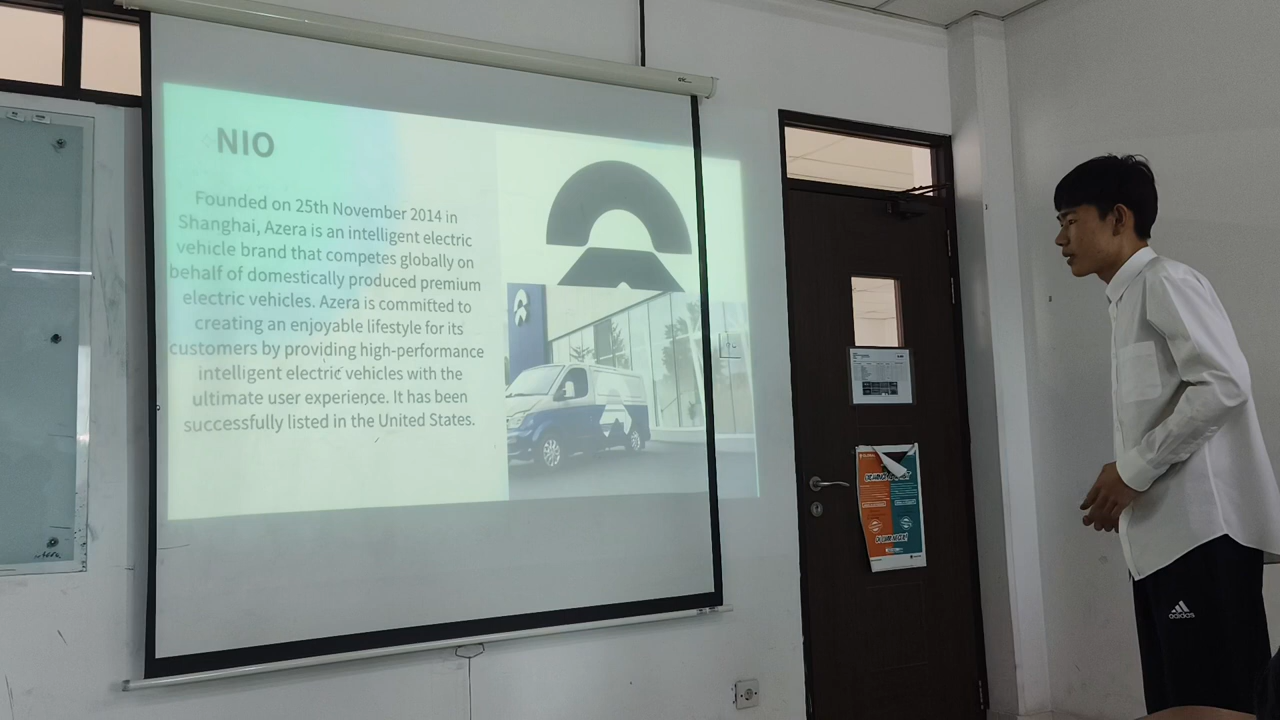 NIO
Founded on 25th November 2014 in
Shanghai, Azera is an intelligent electric
vehicle brand that competes globally on
behalf of domestically produced premium
electric vehicles. Azera is committed to
creating an enjoyable lifestyle for its
customers by providing high-performance
intelligent electric vehicles with the
ultimate user experience. It has been
successfully listed in the United States.
adidas